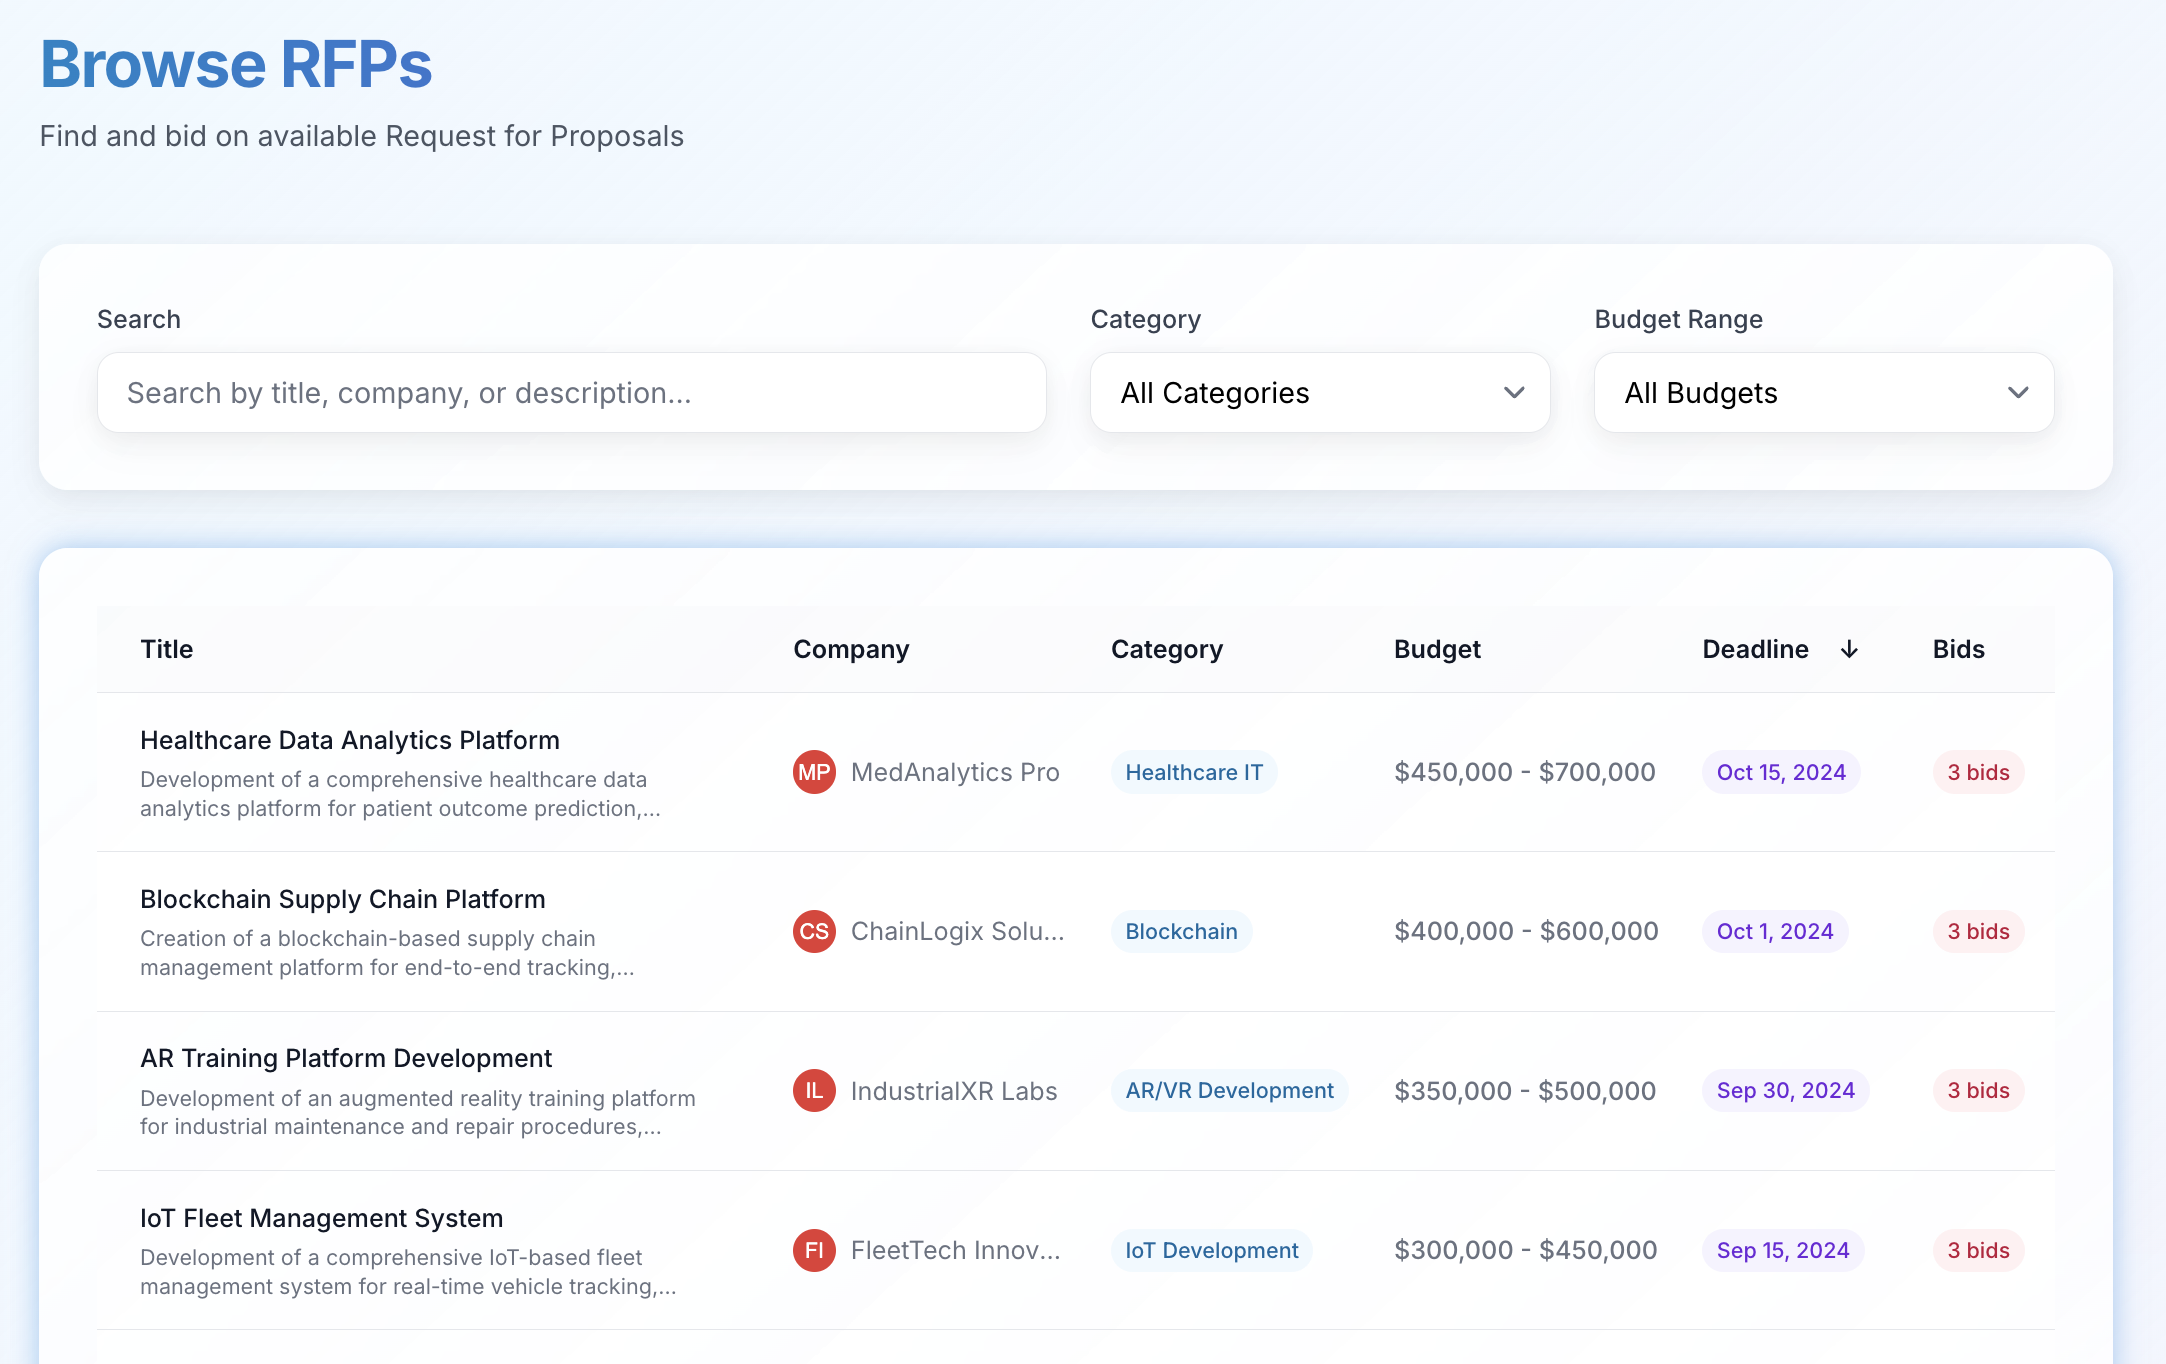 Browse RFPs
Find and bid on available Request for Proposals
Search
Category
Budget Range
Search by title, company, or description...
All Categories
All Budgets
Title
Company
Category
Budget
Deadline
Bids
Healthcare Data Analytics Platform
Development of a comprehensive healthcare data
analytics platform for patient outcome prediction,...
MP
MedAnalytics Pro
Healthcare IT
$450,000 - $700,000
Oct 15, 2024
3 bids
Blockchain Supply Chain Platform
Creation of a blockchain-based supply chain
management platform for end-to-end tracking,...
CS
ChainLogix Solu...
Blockchain
$400,000 - $600,000
Oct 1, 2024
3 bids
AR Training Platform Development
Development of an augmented reality training platform
for industrial maintenance and repair procedures,...
IL
IndustrialXR Labs
AR/VR Development
$350,000 - $500,000
Sep 30, 2024
3 bids
IoT Fleet Management System
Development of a comprehensive IoT-based fleet
management system for real-time vehicle tracking,...
FI
FleetTech Innov...
IoT Development
$300,000 - $450,000
Sep 15, 2024
3 bids